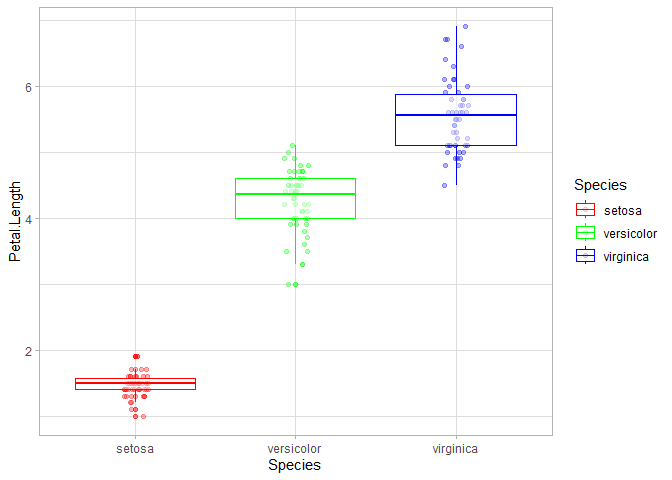 Petal.Length
6
4
2
setosa
versicolor
virginica
Species
Species
setosa
versicolor
virginica